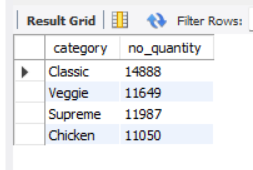 Result Grid Filter Rows:
category no_quantity
Classic 14888
Veggie 11649
Supreme 11987
Chicken 11050